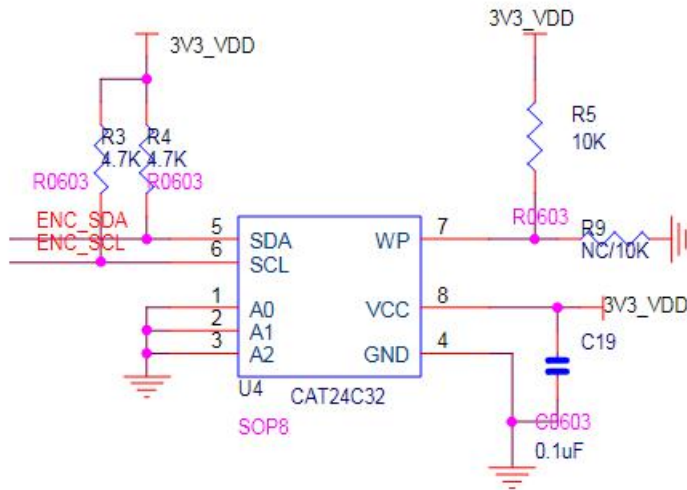 3V3_VDD
3V3_VDD
R3
R4
4.7K
4.7K
R0603
R0603
R5
10K
ENC_SDA
ENC_SCL
R0603
R9
NC/10K
5
SDA
WP
7
6
SCL
1
A0
VCC
8
3V3_VDD
2
A1
3
A2
GND
4
C19
U4
CAT24C32
SOP8
C0603
0.1uF